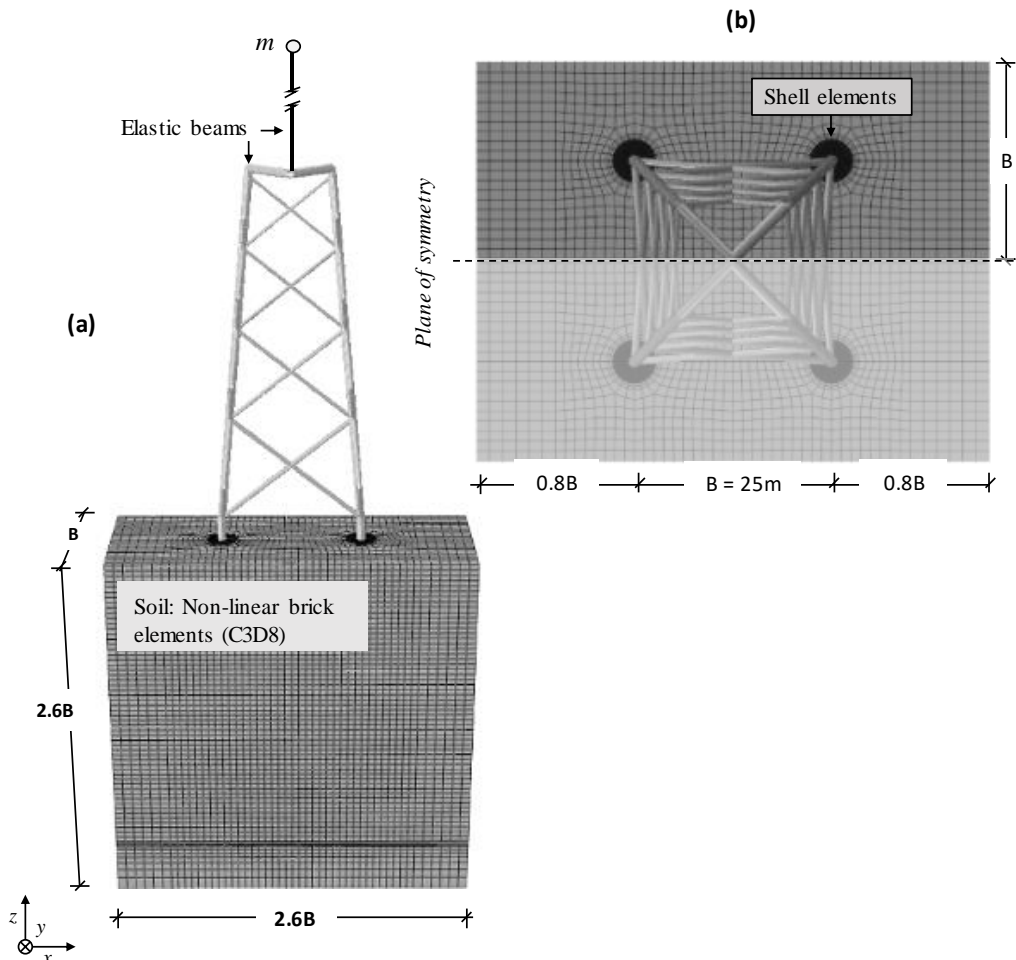 (b)
m
Elastic beams
Shell elements
B
Plane of symmetry
(a)
0.8B
B = 25m
0.8B
B
Soil: Non-linear brick
elements (C3D8)
2.6B
2.6B
z
y
x